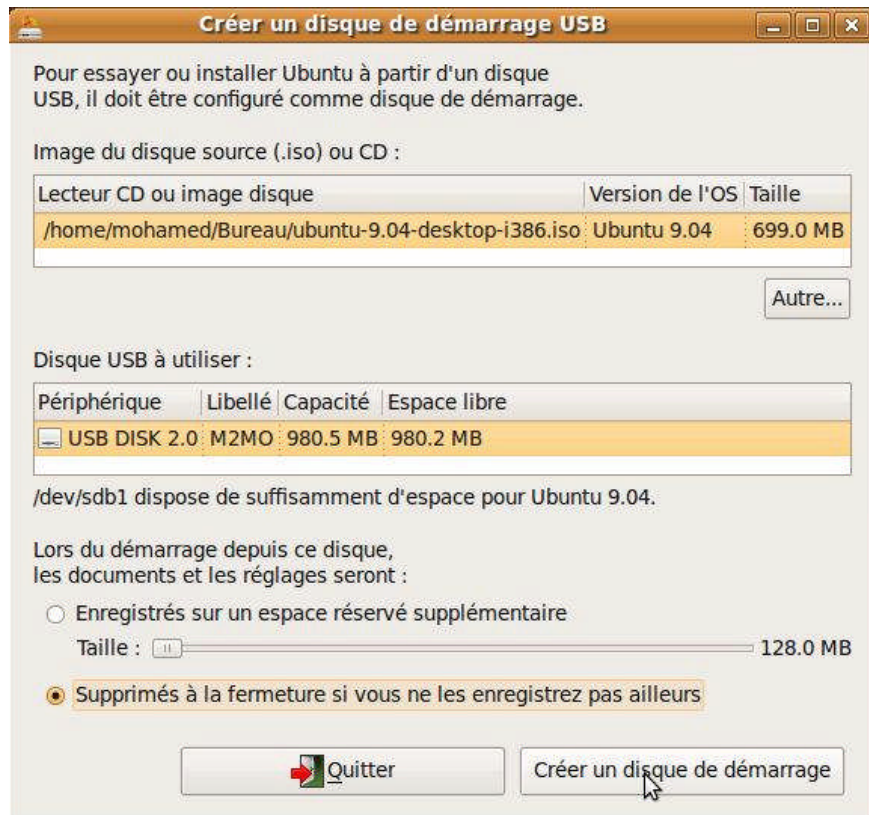 Créer un disque de démarrage USB
Pour essayer ou installer Ubuntu à partir d'un disque
USB, il doit être configuré comme disque de démarrage.
Image du disque source (.iso) ou CD :
Lecteur CD ou image disque Version de l'OS Taille
/home/mohamed/Bureau/ubuntu-9.04-desktop-i386.iso Ubuntu 9.04 699.0 MB
Autre...
Disque USB à utiliser :
Périphérique Libellé Capacité Espace libre
USB DISK 2.0 M2MO 980.5 MB 980.2 MB
/dev/sdb1 dispose de suffisamment d'espace pour Ubuntu 9.04.
Lors du démarrage depuis ce disque,
les documents et les réglages seront :
Enregistrés sur un espace réservé supplémentaire
Taille : 128.0 MB
Supprimés à la fermeture si vous ne les enregistrez pas ailleurs
Quitter Créer un disque de démarrage